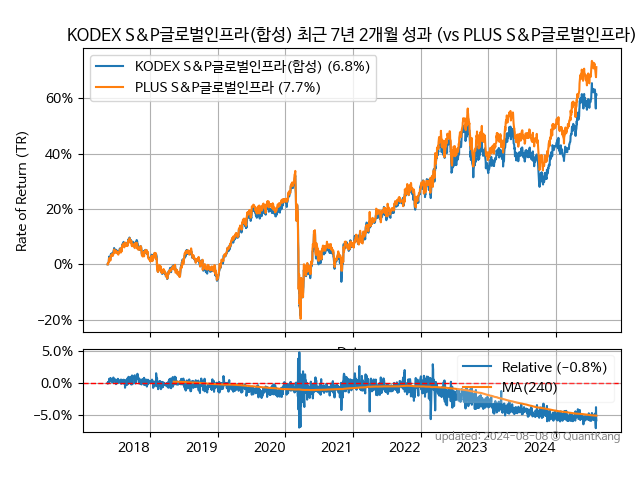 KODEX S&P글로벌인프라(합성) 최근 7년 2개월 성과 (vs PLUS S&P글로벌인프라)
KODEX S&P글로벌인프라(합성) (6.8%)
PLUS S&P글로벌인프라 (7.7%)
Rate of Return (TR)
60%
40%
20%
0%
−20%
5.0%
0.0%
−5.0%
Relative (−0.8%)
MA(240)
2018
2019
2020
2021
2022
2023
2024
updated: 2024-08-08 © QuantKang